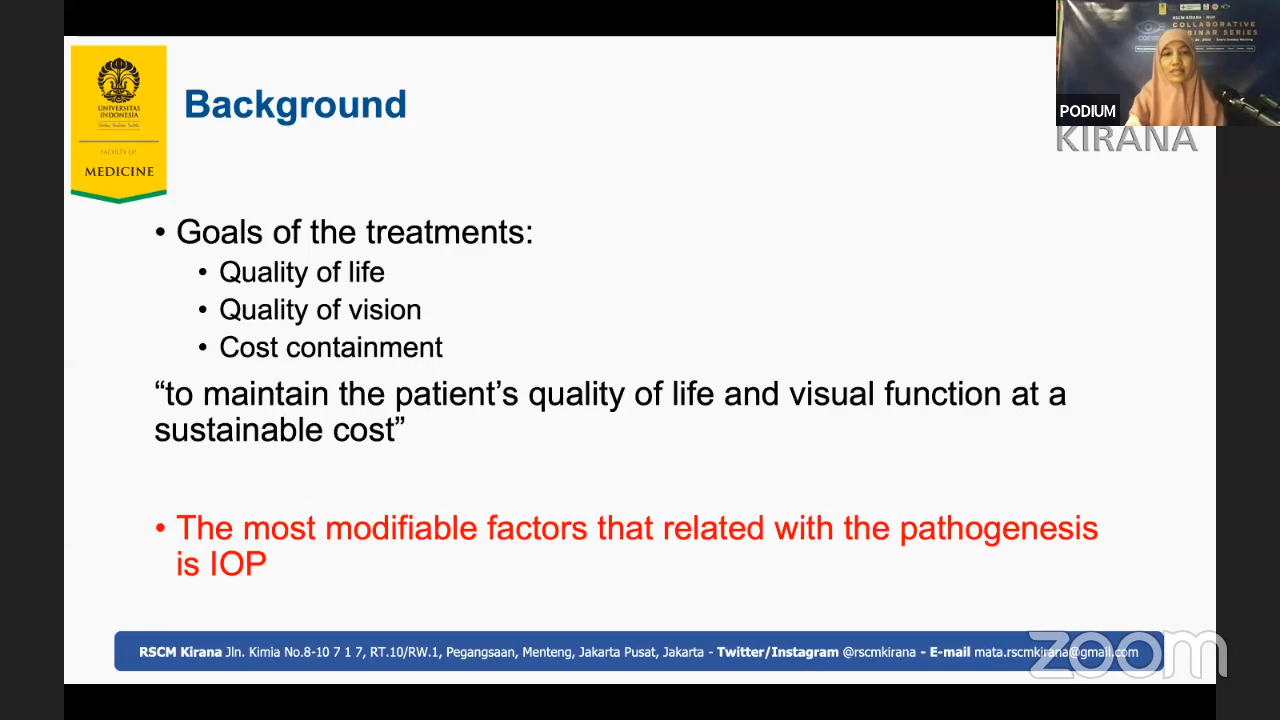 UNIVERSITAS
INDONESIA
FACULTY OF
MEDICINE
Background
COLLABORATIVE
PODIUM
KIRANA
• Goals of the treatments:
• Quality of life
• Quality of vision
• Cost containment
“to maintain the patient’s quality of life and visual function at a
sustainable cost”
• The most modifiable factors that related with the pathogenesis
is IOP
RSCM Kirana Jln. Kimia No.8-10 7 1 7, RT.10/RW.1, Pegangsaan, Menteng, Jakarta Pusat, Jakarta - Twitter/Instagram @rscmkirana - E-mail mata.rscmkirana@gmail.com
zoom